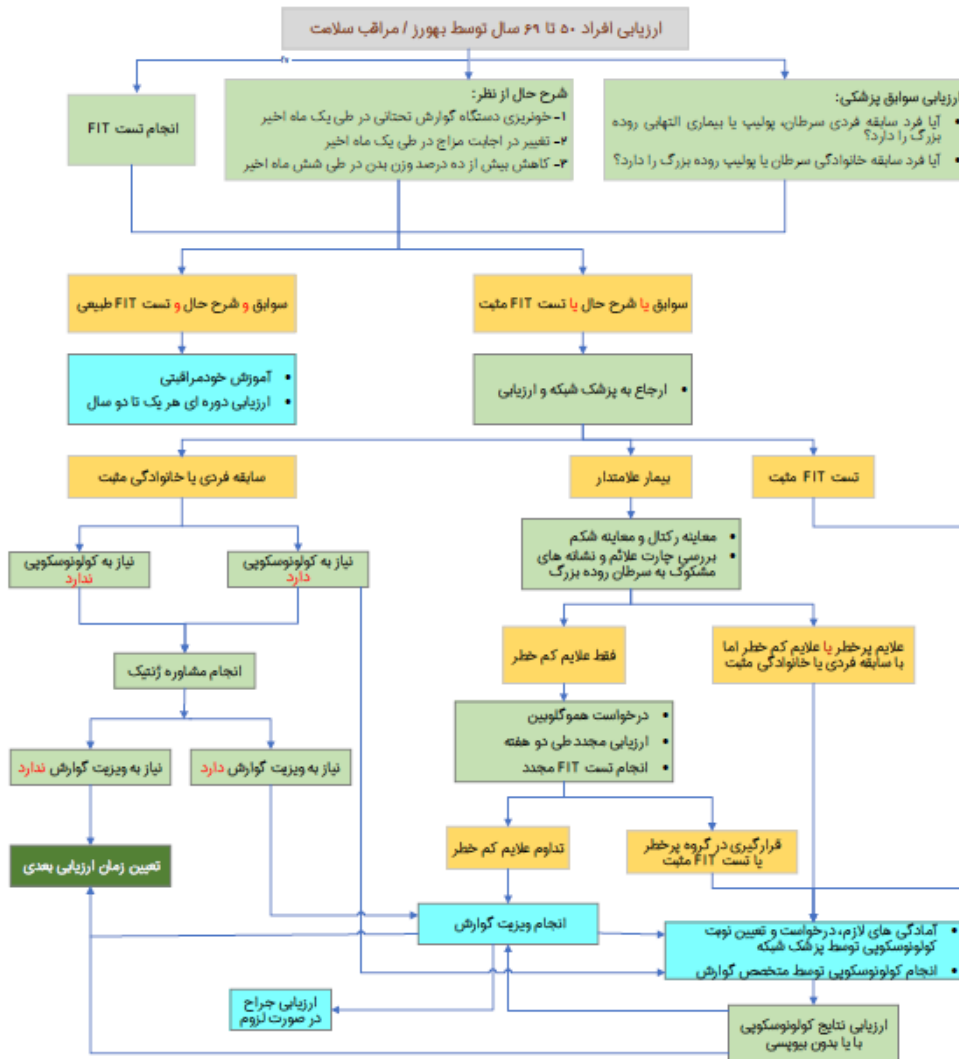 ارزیابی افراد ۵۰ تا ۶۹ سال توسط بهورز / مراقب سلامت
ارزیابی سوابق پزشکی:
• آیا فرد سابقه فردی سرطان، پولیپ یا بیماری التهابی روده
بزرگ را دارد؟
• آیا فرد سابقه خانوادگی سرطان یا پولیپ روده بزرگ را دارد؟
شرح حال از نظر:
۱- خونریزی دستگاه گوارش تحتانی در طی یک ماه اخیر
۲- تغییر در اجابت مزاج در طی یک ماه اخیر
۳- کاهش بیش از ده درصد وزن بدن در طی شش ماه اخیر
انجام تست FIT
سوابق یا شرح حال یا تست FIT مثبت
سوابق و شرح حال و تست FIT طبیعی
• ارجاع به پزشک شبکه و ارزیابی
• آموزش خودمراقبتی
• ارزیابی دوره ای هر یک تا دو سال
تست FIT مثبت
بیمار علامتدار
سابقه فردی یا خانوادگی مثبت
• معاینه رکتال و معاینه شکم
• بررسی چارت علائم و نشانه های
مشکوک به سرطان روده بزرگ
نیاز به کولونوسکوپی
دارد
نیاز به کولونوسکوپی
ندارد
علایم پرخطر یا علایم کم خطر اما
با سابقه فردی یا خانوادگی مثبت
فقط علایم کم خطر
انجام مشاوره ژنتیک
• درخواست هموگلوبین
• ارزیابی مجدد طی دو هفته
• انجام تست FIT مجدد
نیاز به ویزیت گوارش دارد
نیاز به ویزیت گوارش ندارد
قرارگیری در گروه پرخطر
یا تست FIT مثبت
تداوم علایم کم خطر
تعیین زمان ارزیابی بعدی
انجام ویزیت گوارش
• آمادگی های لازم، درخواست و تعیین نوبت
کولونوسکوپی توسط پزشک شبکه
• انجام کولونوسکوپی توسط متخصص گوارش
ارزیابی جراح
در صورت لزوم
ارزیابی نتایج کولونوسکوپی
با یا بدون بیوپسی